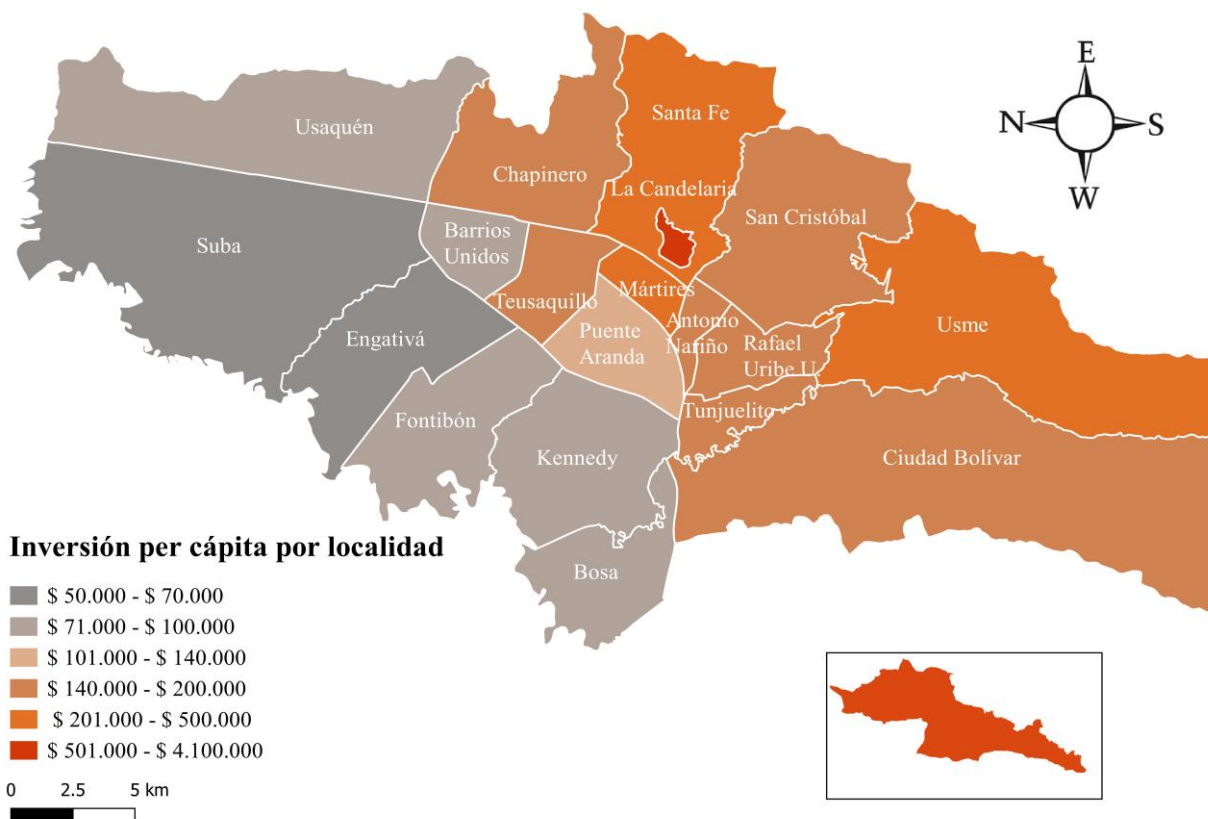 E
N
S
W
Santa Fe
Usaquén
Chapinero
La Candelaria
San Cristóbal
Barrios
Unidos
Suba
Mártires
Teusaquillo
Antonio
Nariño
Usme
Puente
Aranda
Engativá
Rafael
Uribe U.
Tunjuelito
Fontibón
Kennedy
Ciudad Bolívar
Bosa
Inversión per cápita por localidad
$ 50.000 - $ 70.000
$ 71.000 - $ 100.000
$ 101.000 - $ 140.000
$ 140.000 - $ 200.000
$ 201.000 - $ 500.000
$ 501.000 - $ 4.100.000
0 2.5 5 km